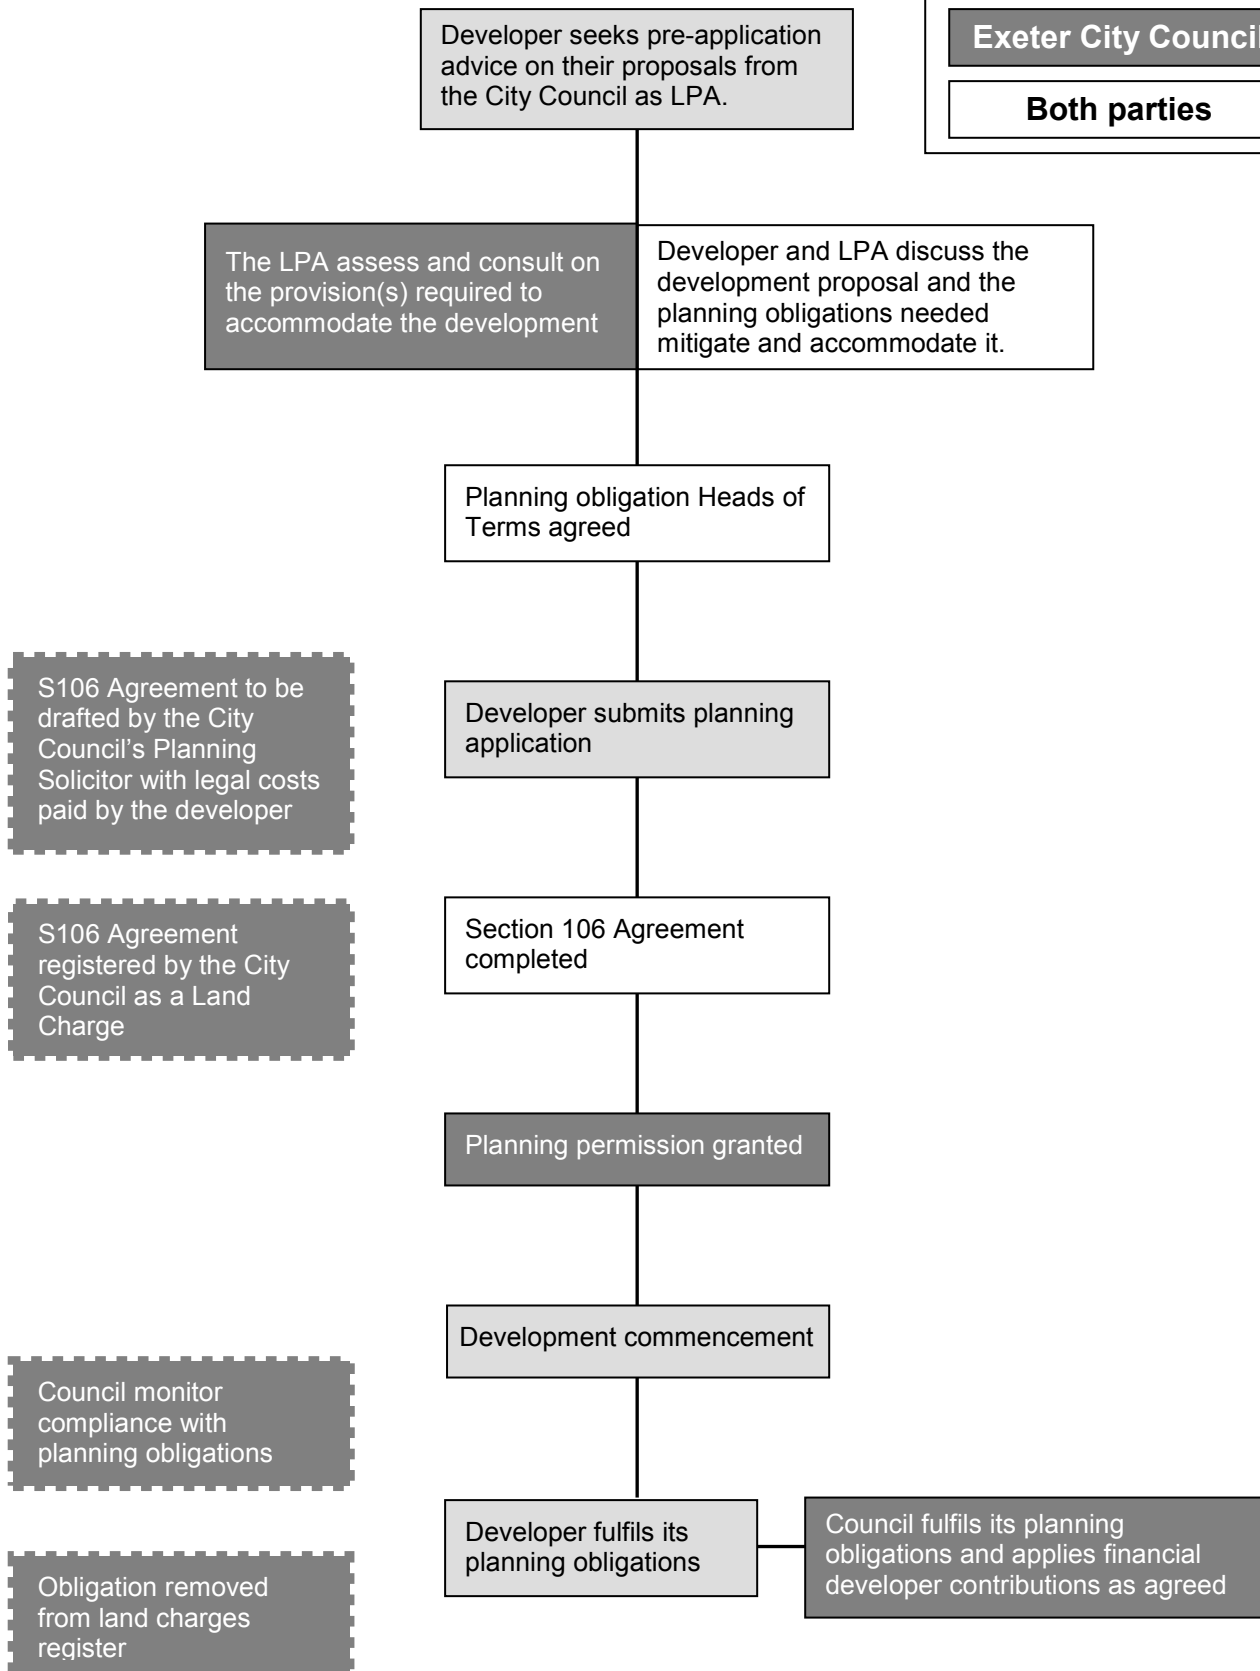 Developer seeks pre-application
advice on their proposals from
the City Council as LPA.
Exeter City Council
Both parties
The LPA assess and consult on
the provision(s) required to
accommodate the development
Developer and LPA discuss the
development proposal and the
planning obligations needed
mitigate and accommodate it.
Planning obligation Heads of
Terms agreed
S106 Agreement to be
drafted by the City
Council's Planning
Solicitor with legal costs
paid by the developer
Developer submits planning
application
S106 Agreement
registered by the City
Council as a Land
Charge
Section 106 Agreement
completed
Planning permission granted
Development commencement
Council monitor
compliance with
planning obligations
Developer fulfils its
planning obligations
Council fulfils its planning
obligations and applies financial
developer contributions as agreed
Obligation removed
from land charges
register